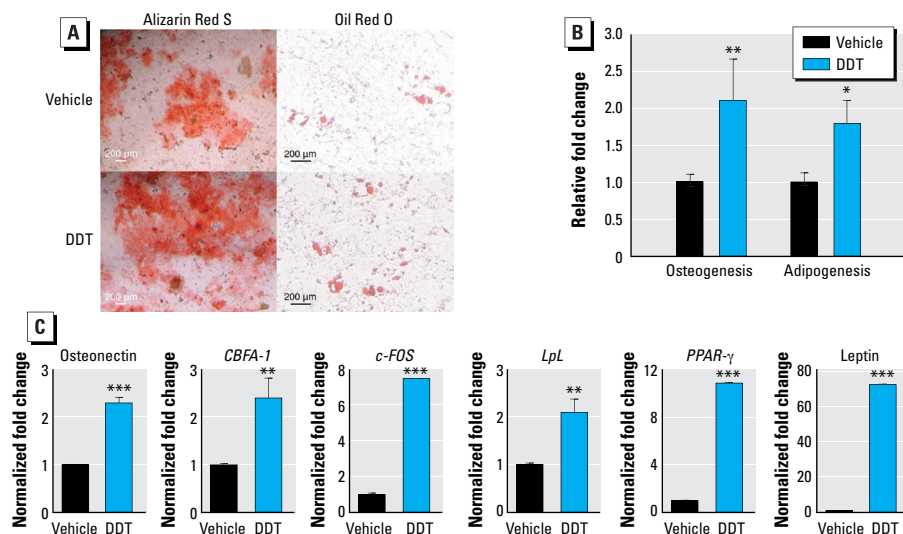 A
Alizarin Red S
Oil Red O
Vehicle
200 µm
200 µm
DDT
200 µm
200 µm
B
Relative fold change
3.0
2.5
2.0
1.5
1.0
0.5
0
**
*
Vehicle
DDT
Osteogenesis
Adipogenesis
C
Osteonectin
Normalized fold change
3
2
1
0
***
Vehicle DDT
CBFA-1
Normalized fold change
3
2
1
0
**
Vehicle DDT
c-FOS
Normalized fold change
8
6
4
2
0
***
Vehicle DDT
LpL
Normalized fold change
3
2
1
0
**
Vehicle DDT
PPAR-γ
Normalized fold change
12
8
4
0
***
Vehicle DDT
Leptin
Normalized fold change
80
60
40
20
0
***
Vehicle DDT